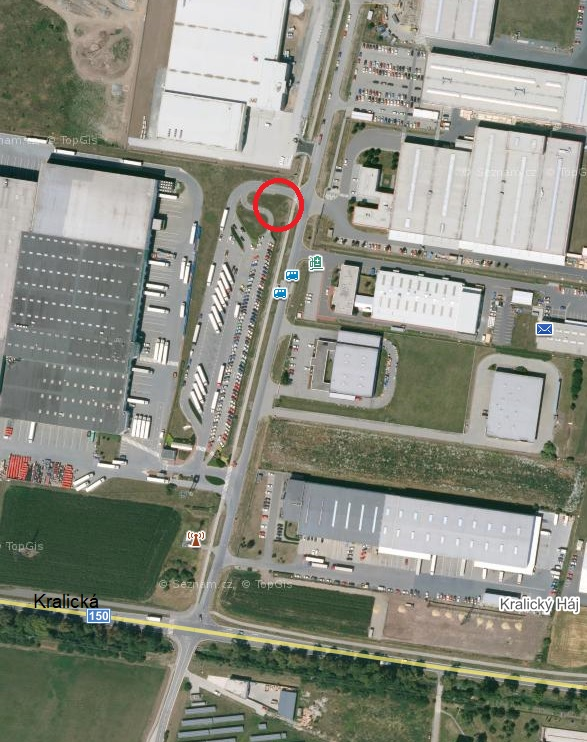 © TopGis
© Seznam.cz, © TopGis
© Seznam.cz, © TopGis
TopGis
© Seznam.cz, © TopGis
Kralický Háj
Kralická
150